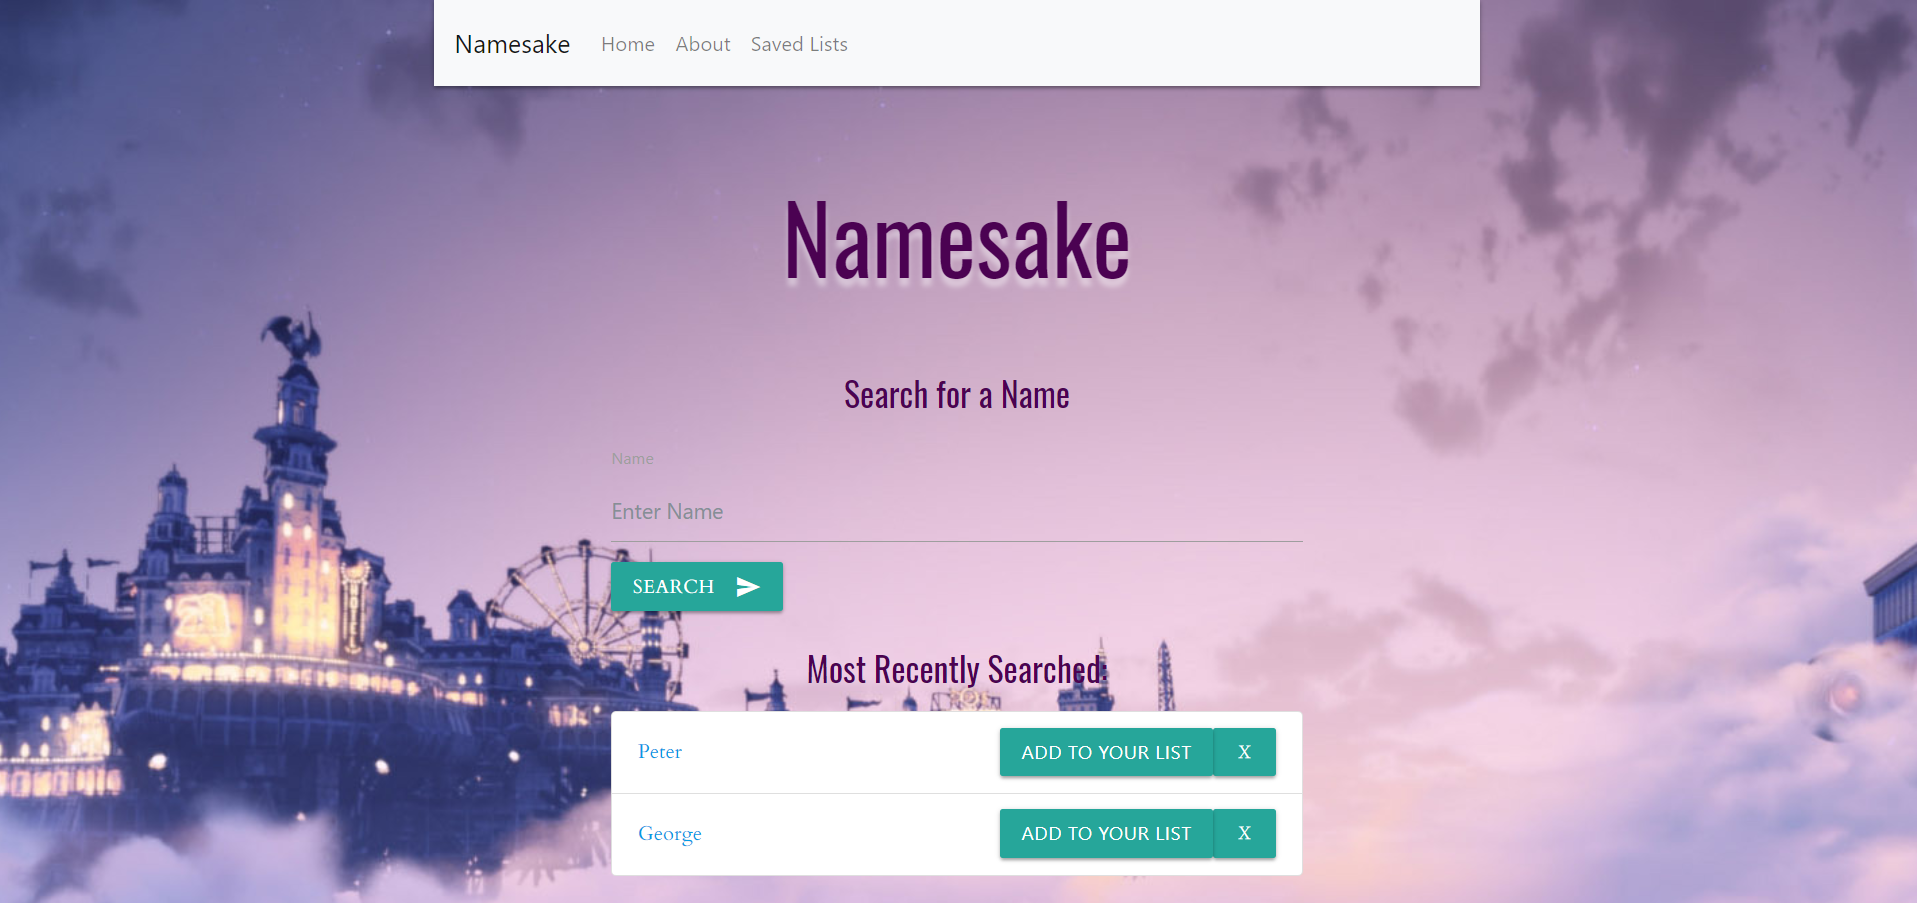 Namesake Home About Saved Lists
Namesake
Search for a Name
Name
Enter Name
SEARCH
HOTEL
Most Recently Searched:
Peter ADD TO YOUR LIST X
George ADD TO YOUR LIST X